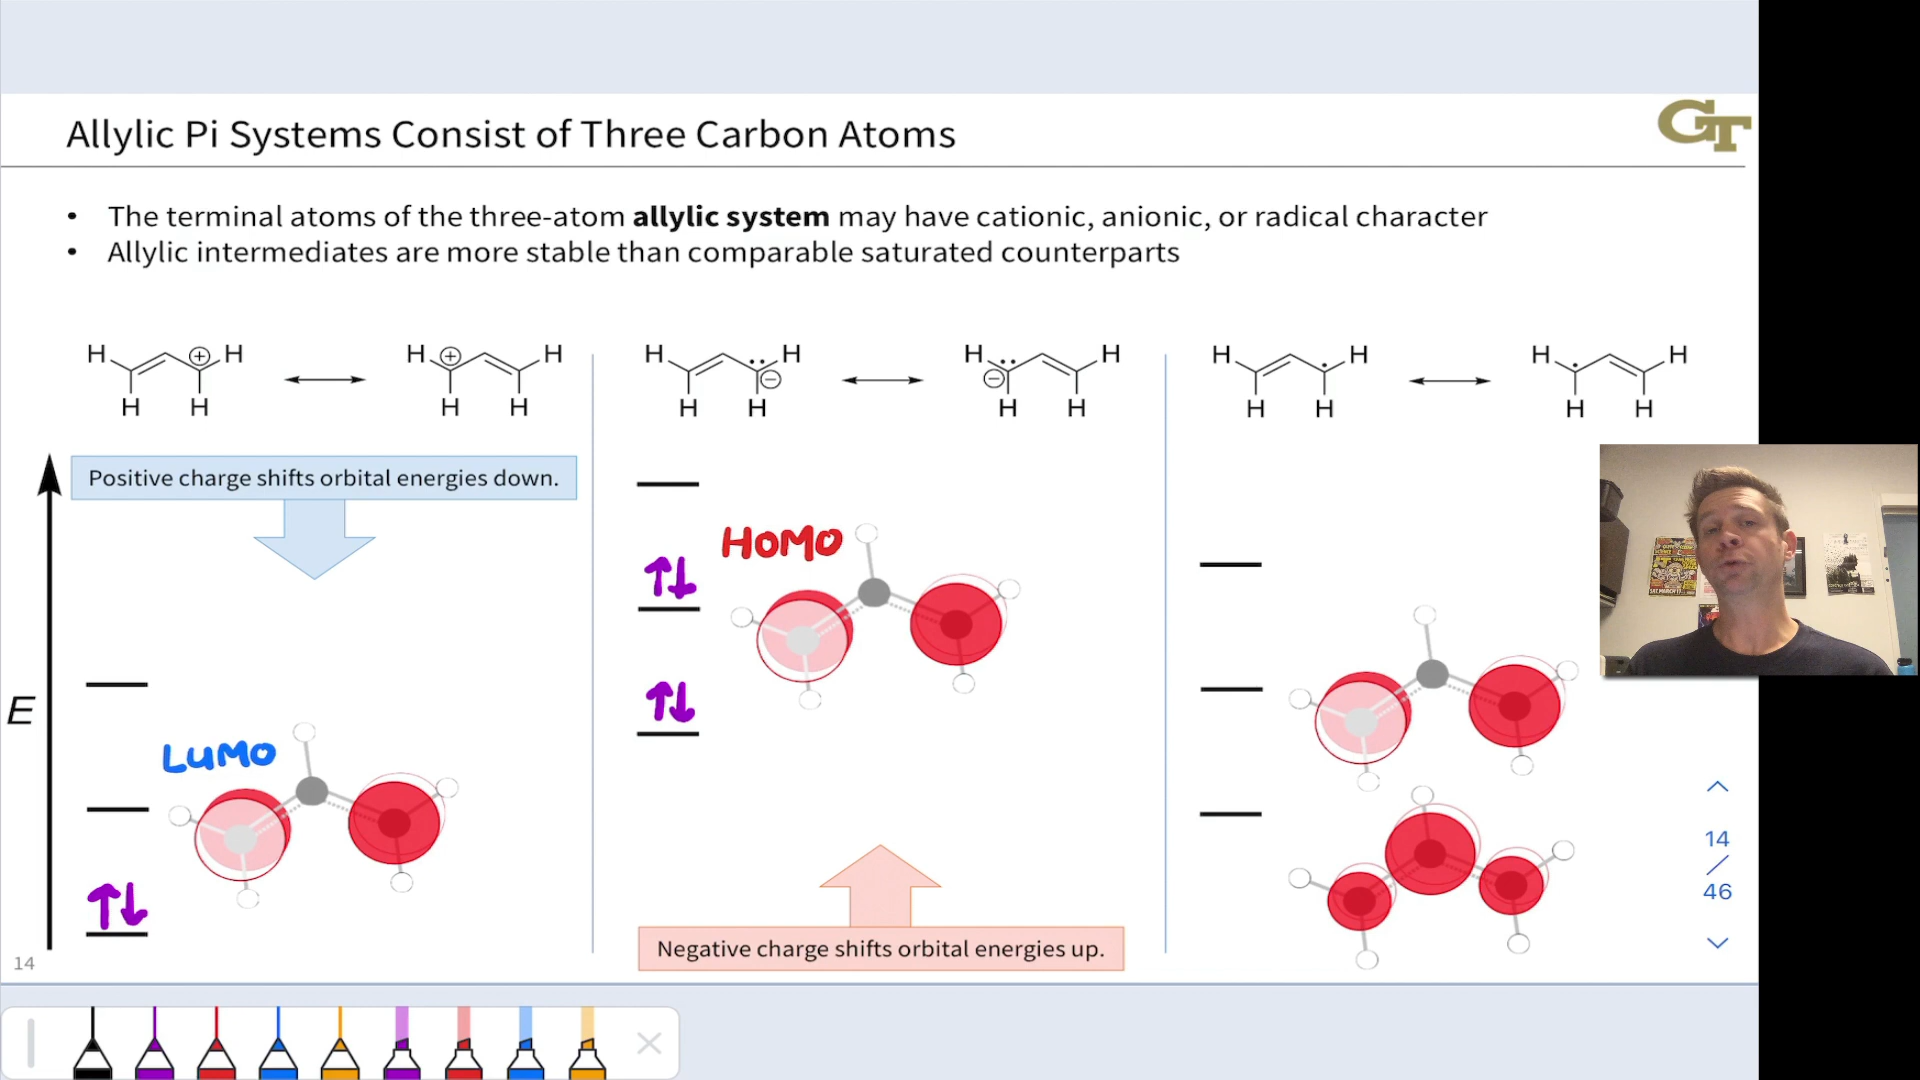 Allylic Pi Systems Consist of Three Carbon Atoms
GT
• The terminal atoms of the three-atom allylic system may have cationic, anionic, or radical character
• Allylic intermediates are more stable than comparable saturated counterparts
H ⊕ H H ⊕ H H ·· H H ·· H H · H H · H
H H H H H ⊖ H ⊖ H H H H H H
Positive charge shifts orbital energies down.
HOMO
E
LUMO
Negative charge shifts orbital energies up.
14
14
/
46